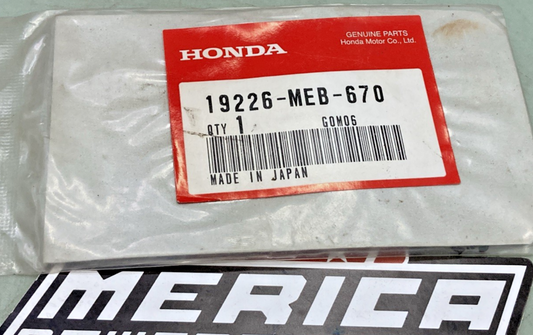 GENUINE PARTS
HONDA Honda Motor Co., Ltd.
19226-MEB-670
QTY 1 GOM06
MADE IN JAPAN
MERICA